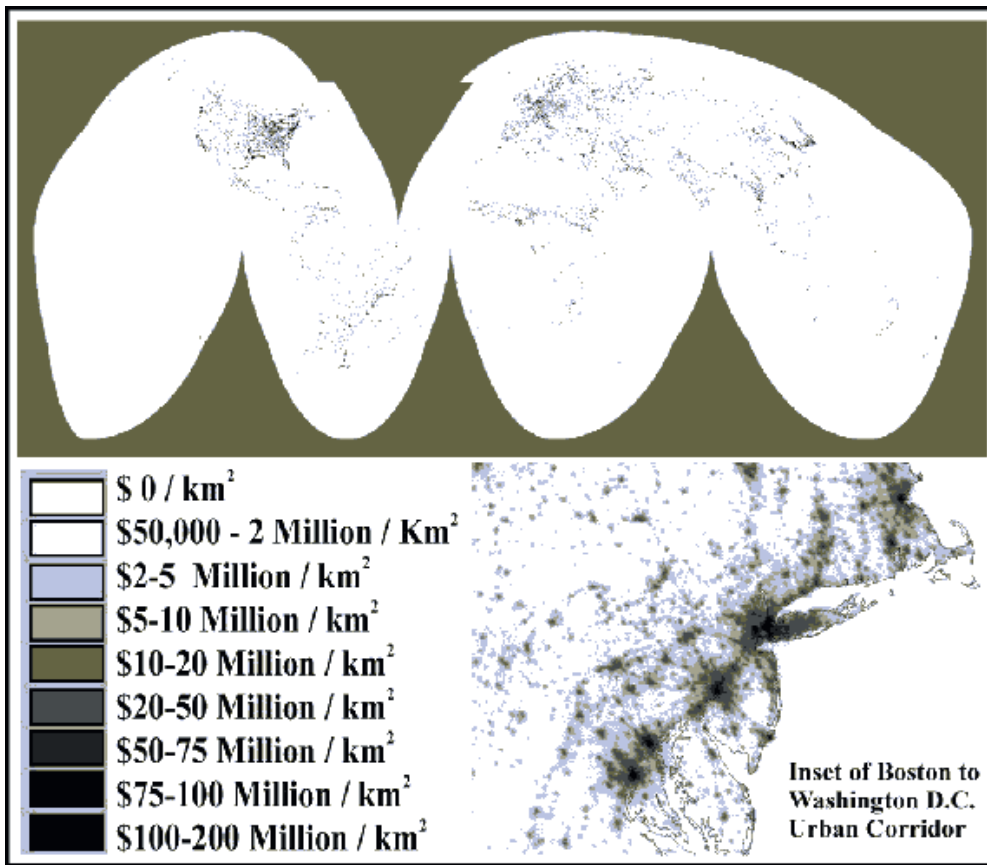 $ 0 / km²
$50,000 - 2 Million / Km²
$2-5 Million / km²
$5-10 Million / km²
$10-20 Million / km²
$20-50 Million / km²
$50-75 Million / km²
$75-100 Million / km²
$100-200 Million / km²
Inset of Boston to
Washington D.C.
Urban Corridor